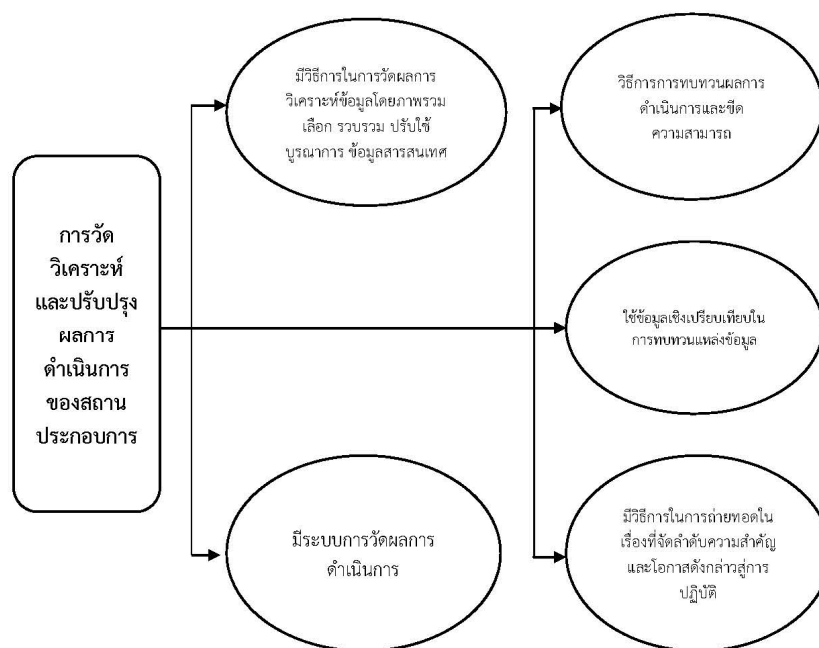 การวัด
วิเคราะห์
และปรับปรุง
ผลการ
ดำเนินการ
ของสถาน
ประกอบการ
มีวิธีการในการวัดผลการ
วิเคราะห์ข้อมูลโดยภาพรวม
เลือก รวบรวม ปรับใช้
บูรณาการ ข้อมูลสารสนเทศ
มีระบบการวัดผลการ
ดำเนินการ
วิธีการการทบทวนผลการ
ดำเนินการและขีด
ความสามารถ
ใช้ข้อมูลเชิงเปรียบเทียบใน
การทบทวนแหล่งข้อมูล
มีวิธีการในการถ่ายทอดใน
เรื่องที่จัดลำดับความสำคัญ
และโอกาสดังกล่าวสู่การ
ปฏิบัติ